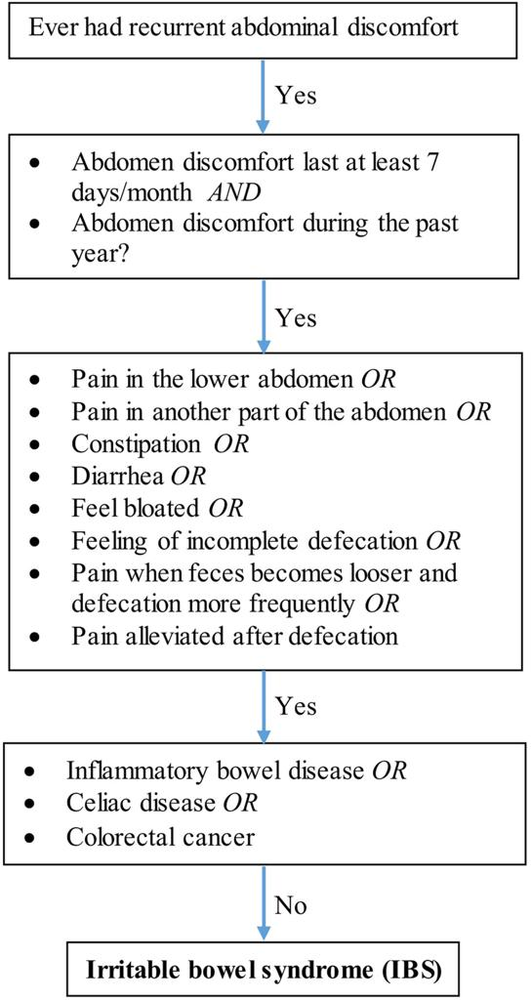 Ever had recurrent abdominal discomfort
Yes
• Abdomen discomfort last at least 7
days/month AND
• Abdomen discomfort during the past
year?
Yes
• Pain in the lower abdomen OR
• Pain in another part of the abdomen OR
• Constipation OR
• Diarrhea OR
• Feel bloated OR
• Feeling of incomplete defecation OR
• Pain when feces becomes looser and
defecation more frequently OR
• Pain alleviated after defecation
Yes
• Inflammatory bowel disease OR
• Celiac disease OR
• Colorectal cancer
No
Irritable bowel syndrome (IBS)